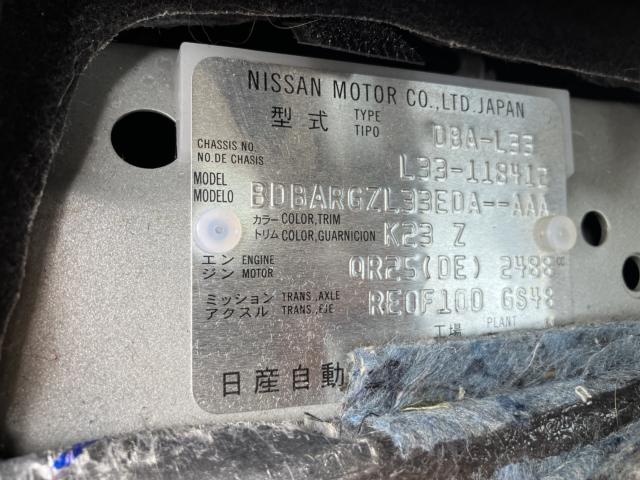 NISSAN MOTOR CO.,LTD.JAPAN
型式 TYPE TIPO DBA-L33
CHASSIS NO. NO.DE CHASIS L33-118412
MODEL MODELO BDBARGZL33EDA--AAA
カラー COLOR,TRIM トリム COLOR,GUARNICION K23 Z
エンジン ENGINE MOTOR QR25(DE) 2488cc
ミッション アクスル TRANS.,AXLE TRANS.,EJE RE0F10D GS48
工場 PLANT
日産自動